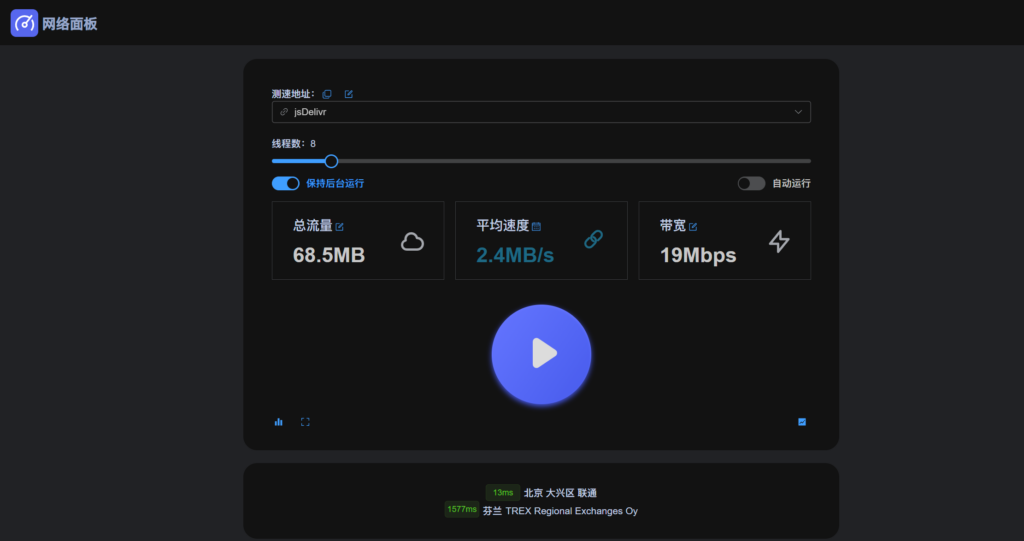 网络面板
测速地址：
jsDelivr
线程数：8
保持后台运行 自动运行
总流量 平均速度 带宽
68.5MB 2.4MB/s 19Mbps
13ms 北京 大兴区 联通
1577ms 芬兰 TREX Regional Exchanges Oy